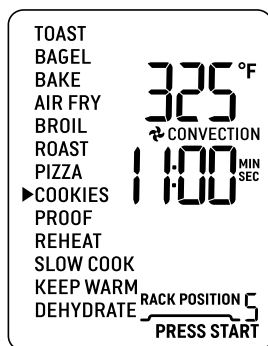 TOAST
BAGEL
BAKE
AIR FRY
BROIL
ROAST
PIZZA
COOKIES
PROOF
REHEAT
SLOW COOK
KEEP WARM
DEHYDRATE
325°F
CONVECTION
11:00 MIN SEC
RACK POSITION 5
PRESS START